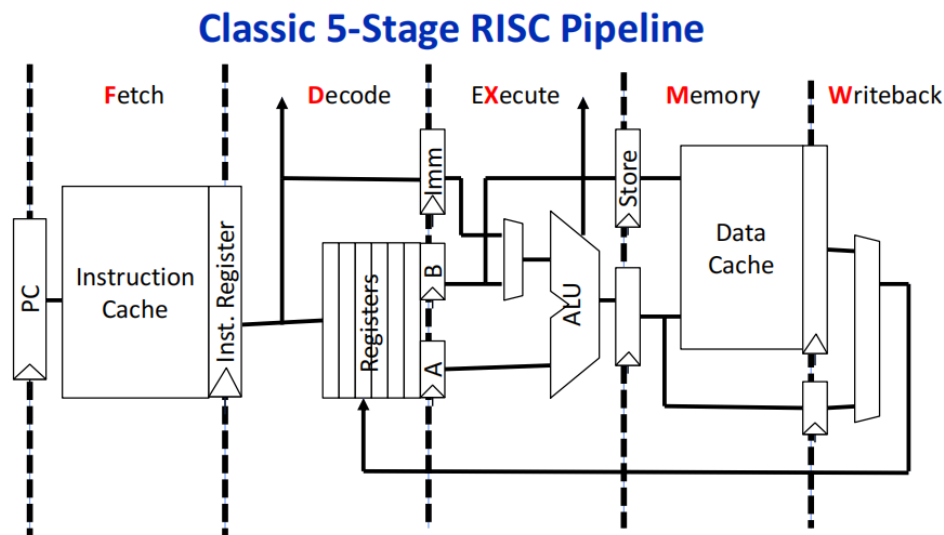 Classic 5-Stage RISC Pipeline
Fetch
Decode
EXecute
Memory
Writeback
PC
Instruction
Cache
Inst. Register
Registers
Imm
B
A
ALU
Store
Data
Cache